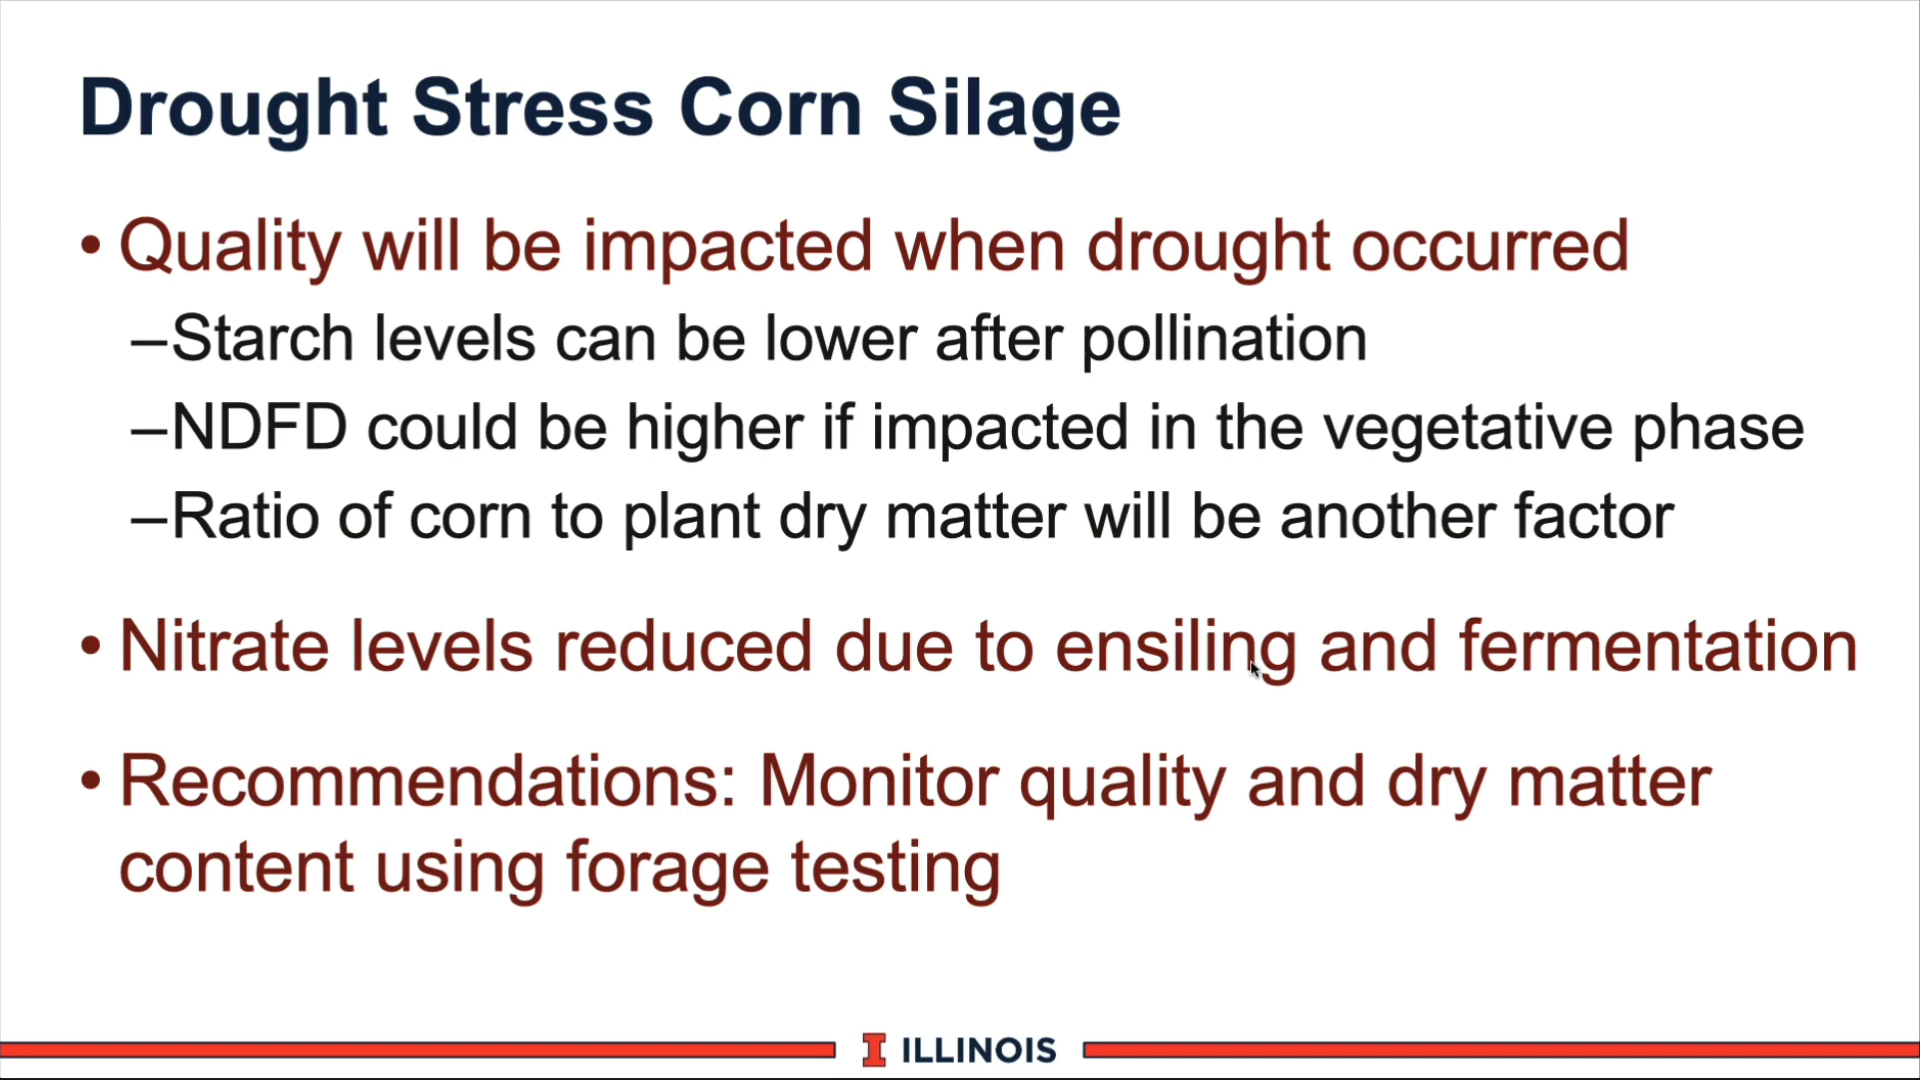 Drought Stress Corn Silage
• Quality will be impacted when drought occurred
–Starch levels can be lower after pollination
–NDFD could be higher if impacted in the vegetative phase
–Ratio of corn to plant dry matter will be another factor
• Nitrate levels reduced due to ensiling and fermentation
• Recommendations: Monitor quality and dry matter
content using forage testing
I ILLINOIS